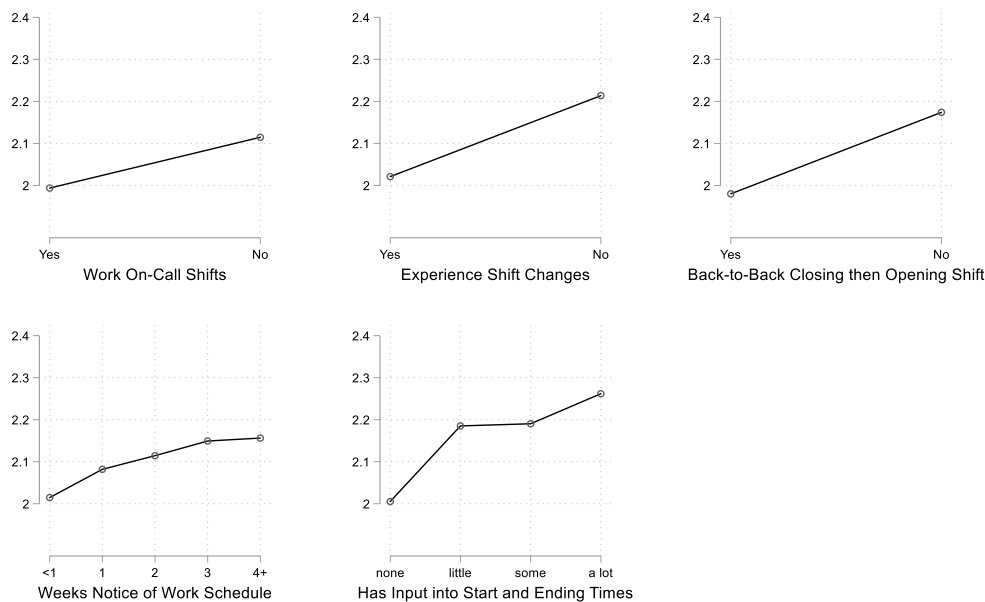 2.4
2.3
2.2
2.1
2
Yes No
Work On-Call Shifts
2.4
2.3
2.2
2.1
2
Yes No
Experience Shift Changes
2.4
2.3
2.2
2.1
2
Yes No
Back-to-Back Closing then Opening Shift
2.4
2.3
2.2
2.1
2
<1 1 2 3 4+
Weeks Notice of Work Schedule
2.4
2.3
2.2
2.1
2
none little some a lot
Has Input into Start and Ending Times